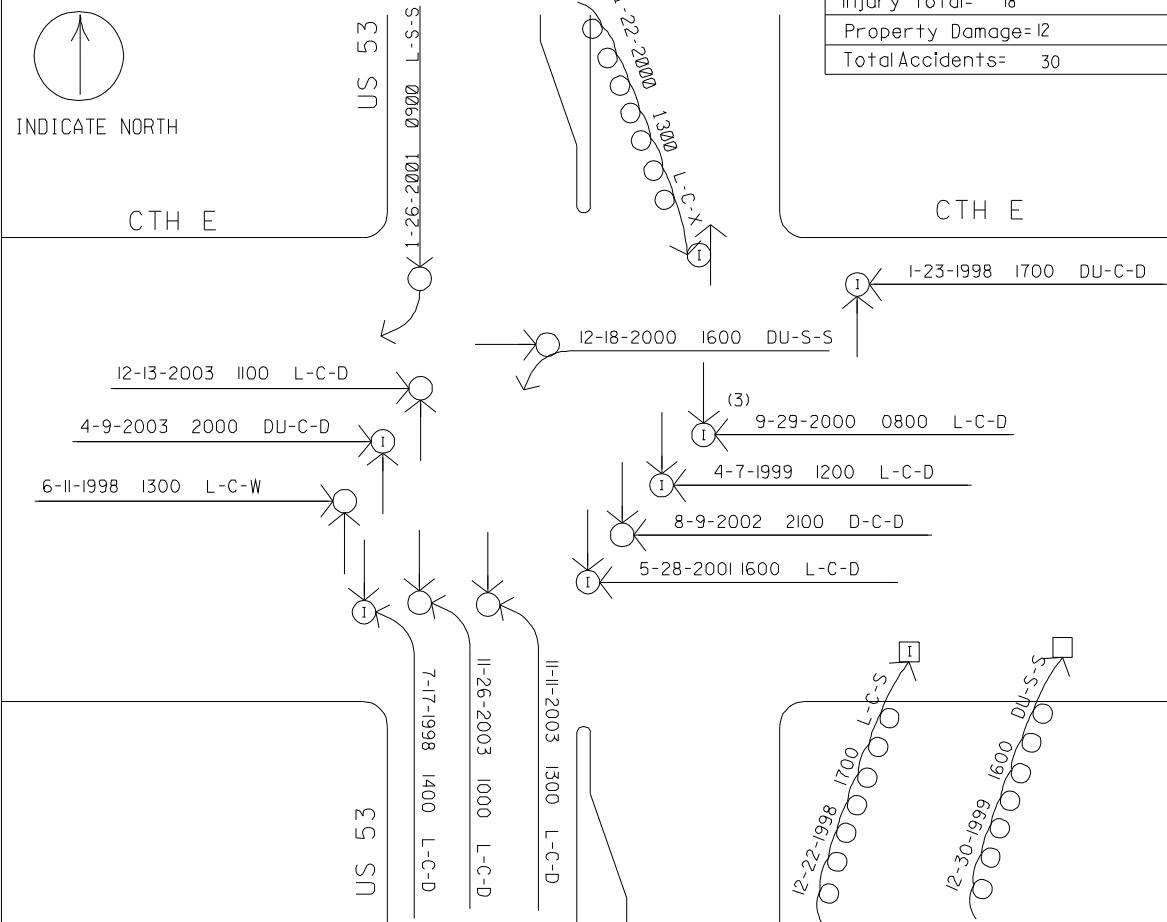 Injury Total= 18
Property Damage= 12
Total Accidents= 30
INDICATE NORTH
US 53
1-26-2001 0900 L-S-S
1-22-2000 1300 L-C-X
CTH E
CTH E
1-23-1998 1700 DU-C-D
I
I
12-18-2000 1600 DU-S-S
12-13-2003 1100 L-C-D
(3)
4-9-2003 2000 DU-C-D
I
I
9-29-2000 0800 L-C-D
6-11-1998 1300 L-C-W
I
4-7-1999 1200 L-C-D
8-9-2002 2100 D-C-D
I
5-28-2001 1600 L-C-D
I
7-17-1998 1400 L-C-D
11-26-2003 1000 L-C-D
11-11-2003 1300 L-C-D
I
12-22-1998 1700 L-C-S
12-30-1999 1600 DU-S-S
US 53